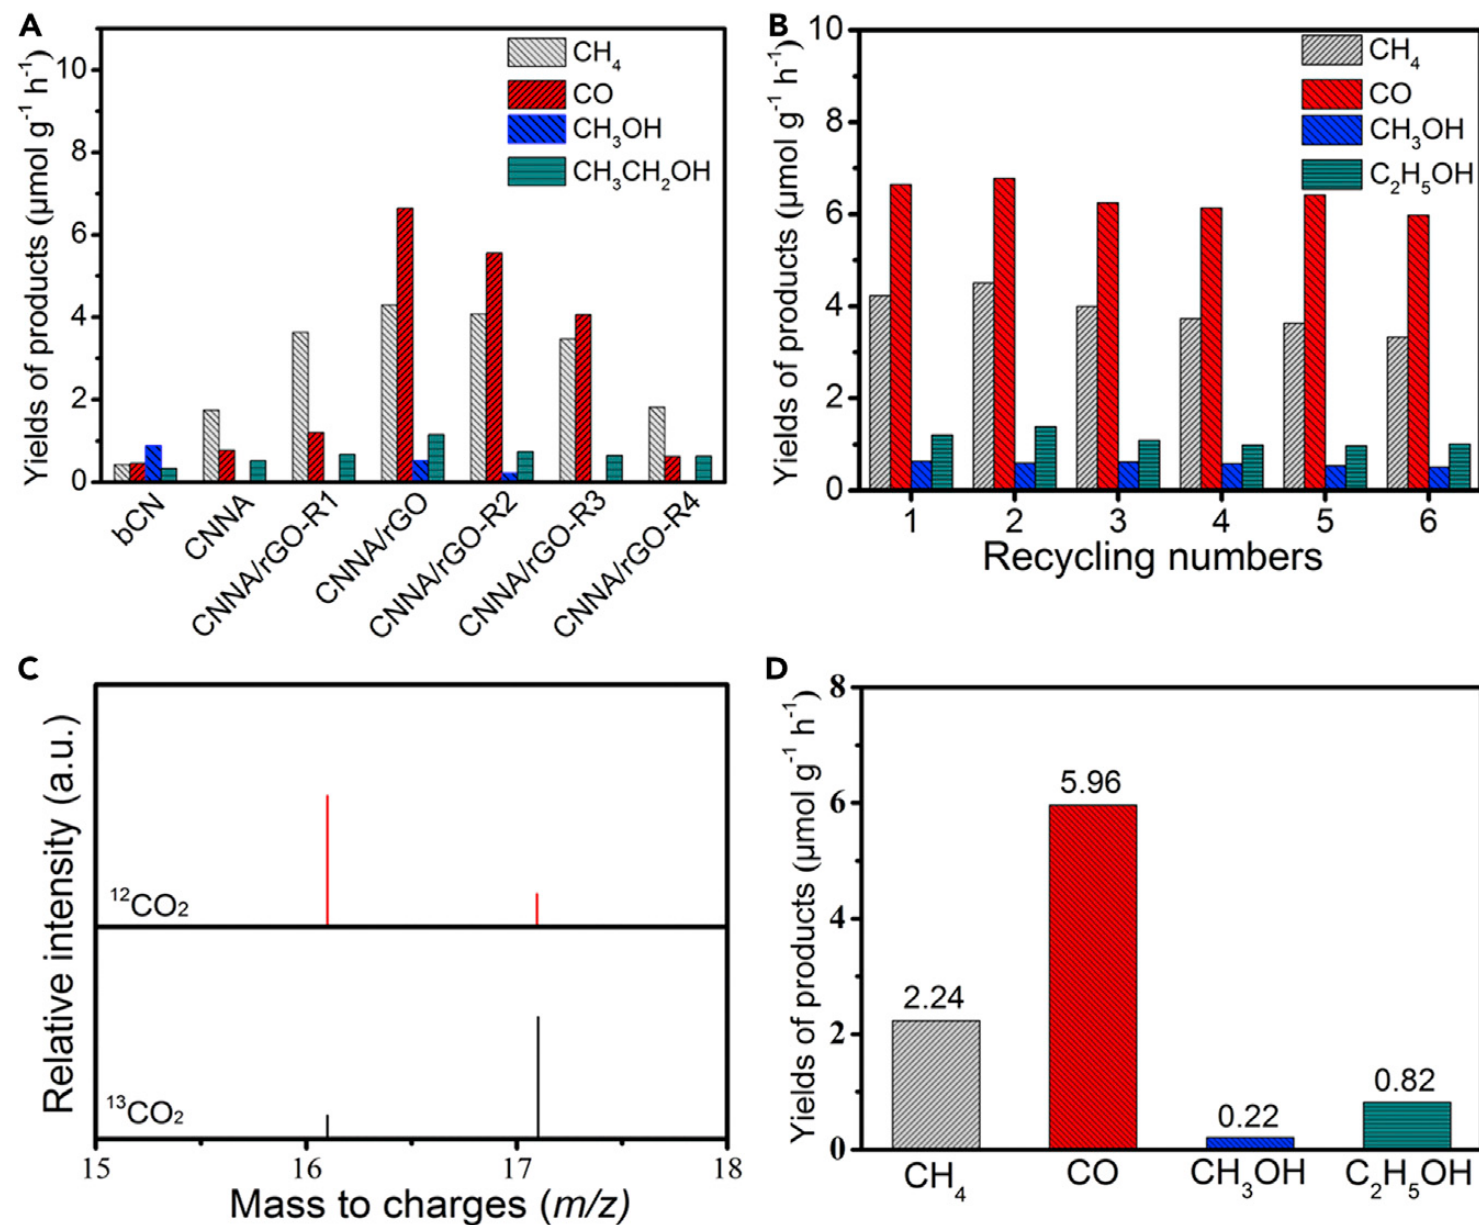 A
Yields of products (μmol g⁻¹ h⁻¹)
10
8
6
4
2
0
CH₄
CO
CH₃OH
CH₃CH₂OH
bCN
CNNA
CNNA/rGO-R1
CNNA/rGO
CNNA/rGO-R2
CNNA/rGO-R3
CNNA/rGO-R4
B
Yields of products (μmol g⁻¹ h⁻¹)
10
8
6
4
2
0
CH₄
CO
CH₃OH
C₂H₅OH
1 2 3 4 5 6
Recycling numbers
C
Relative intensity (a.u.)
¹²CO₂
¹³CO₂
15 16 17 18
Mass to charges (m/z)
D
Yields of products (μmol g⁻¹ h⁻¹)
8
6
4
2
0
2.24
5.96
0.22
0.82
CH₄ CO CH₃OH C₂H₅OH